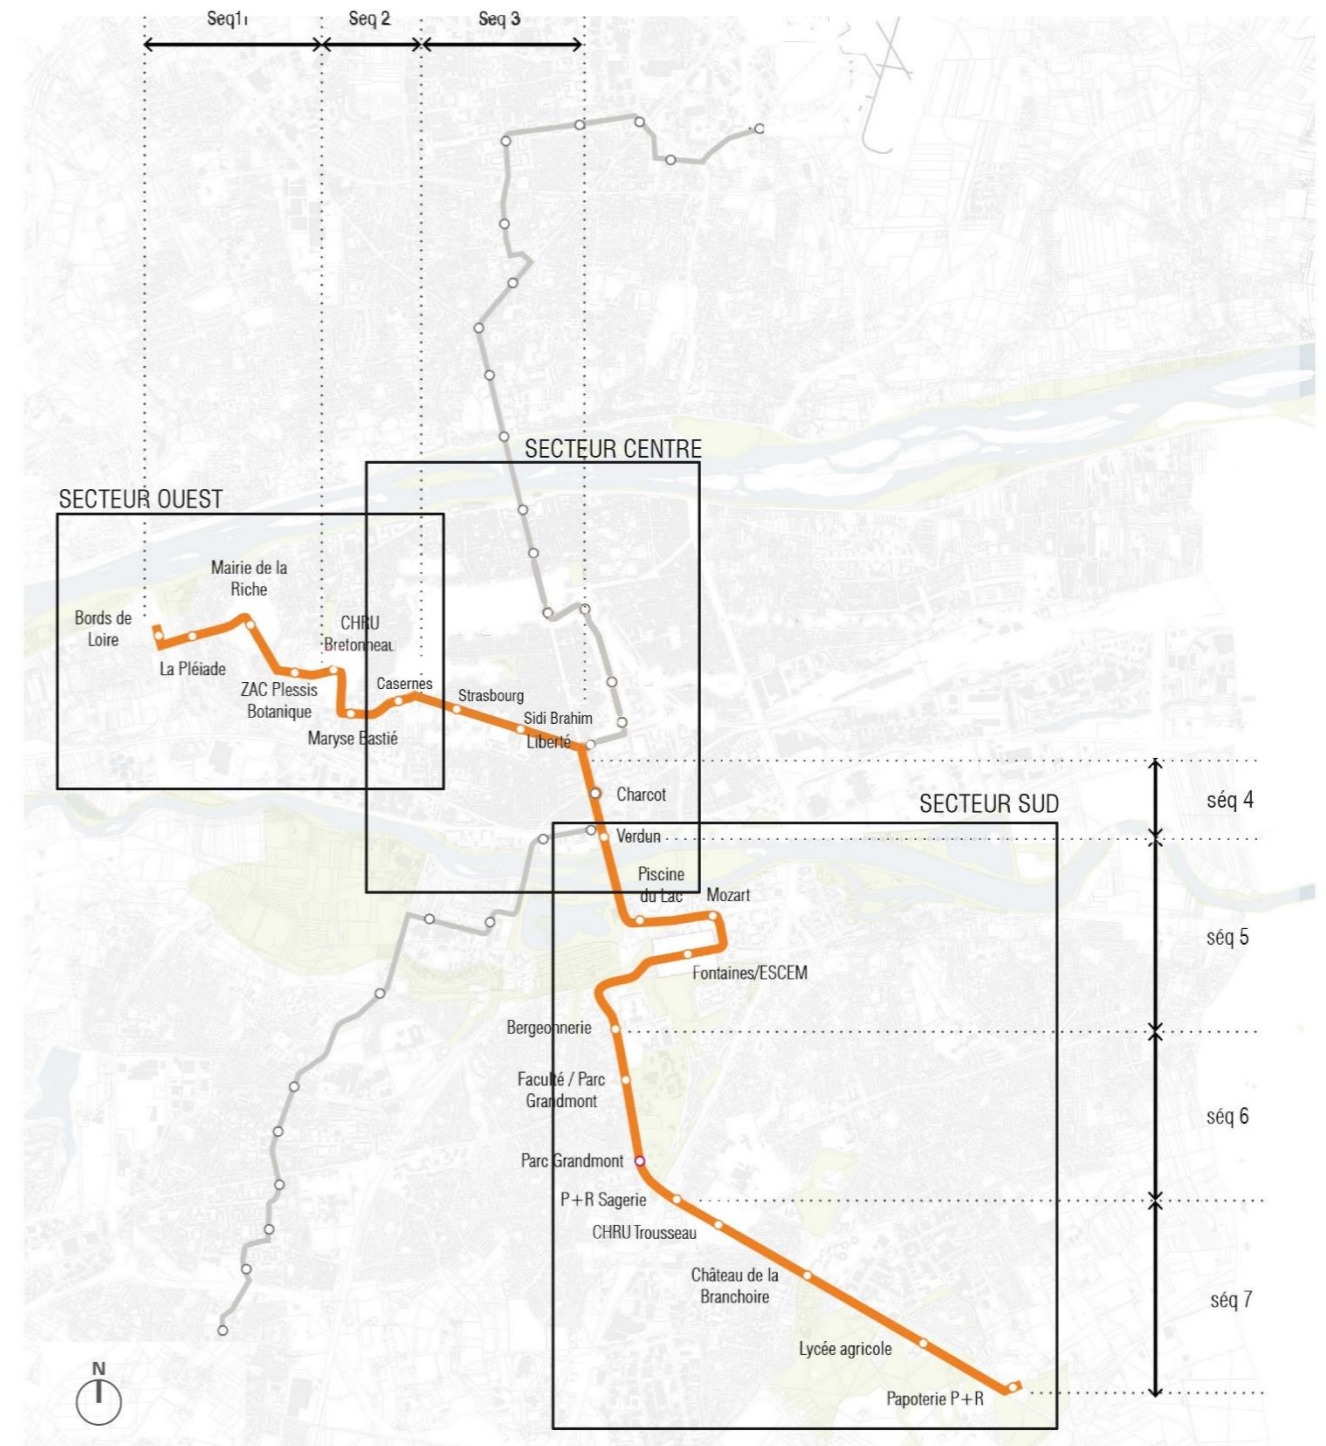 Seq1
Seq 2
Seq 3
SECTEUR CENTRE
SECTEUR OUEST
Mairie de la
Riche
Bords de
Loire
CHRU
Bretonneau
La Pléiade
ZAC Plessis
Botanique
Casernes
Strasbourg
Maryse Bastié
Sidi Brahim
Liberté
Charcot
séq 4
SECTEUR SUD
Verdun
Piscine
du Lac
Mozart
séq 5
Fontaines/ESCEM
Bergeonnerie
Faculté / Parc
Grandmont
séq 6
Parc Grandmont
P+R Sagerie
CHRU Trousseau
Château de la
Branchoire
séq 7
Lycée agricole
Papoterie P+R
N